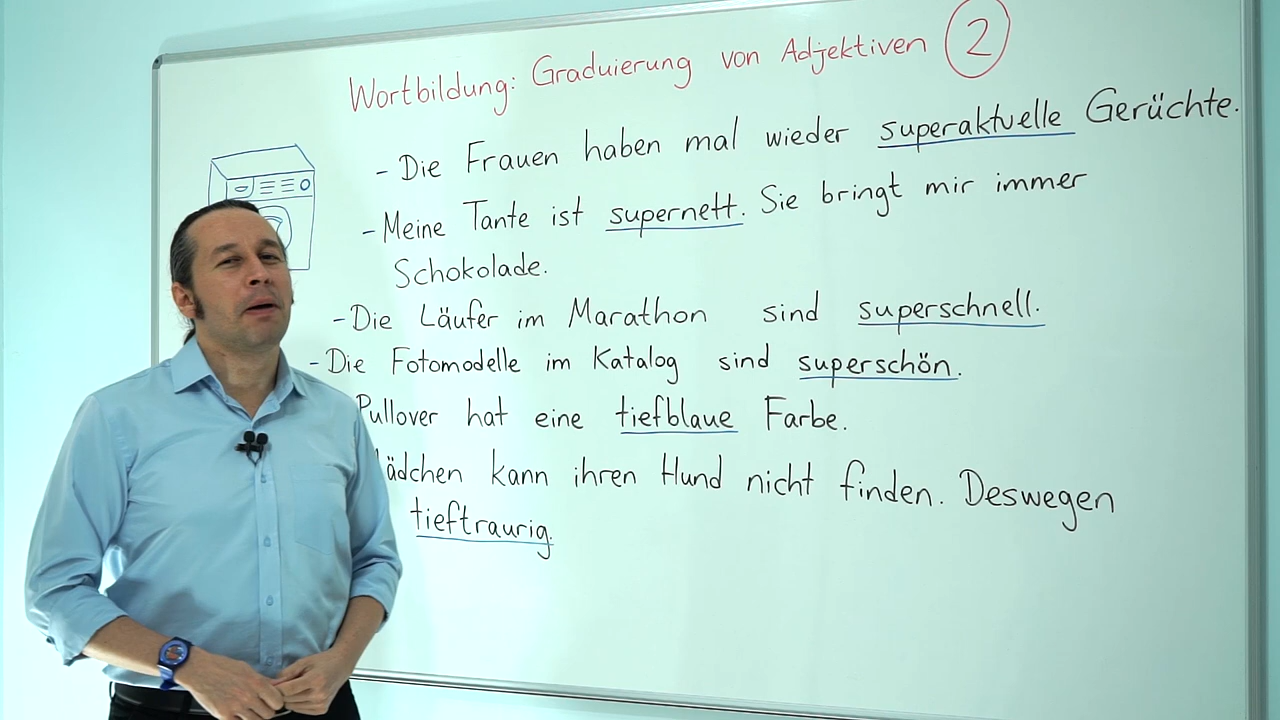 Wortbildung: Graduierung von Adjektiven 2
- Die Frauen haben mal wieder superaktuelle Gerüchte.
- Meine Tante ist supernett. Sie bringt mir immer
Schokolade.
- Die Läufer im Marathon sind superschnell.
- Die Fotomodelle im Katalog sind superschön.
Pullover hat eine tiefblaue Farbe.
ädchen kann ihren Hund nicht finden. Deswegen
tieftraurig.